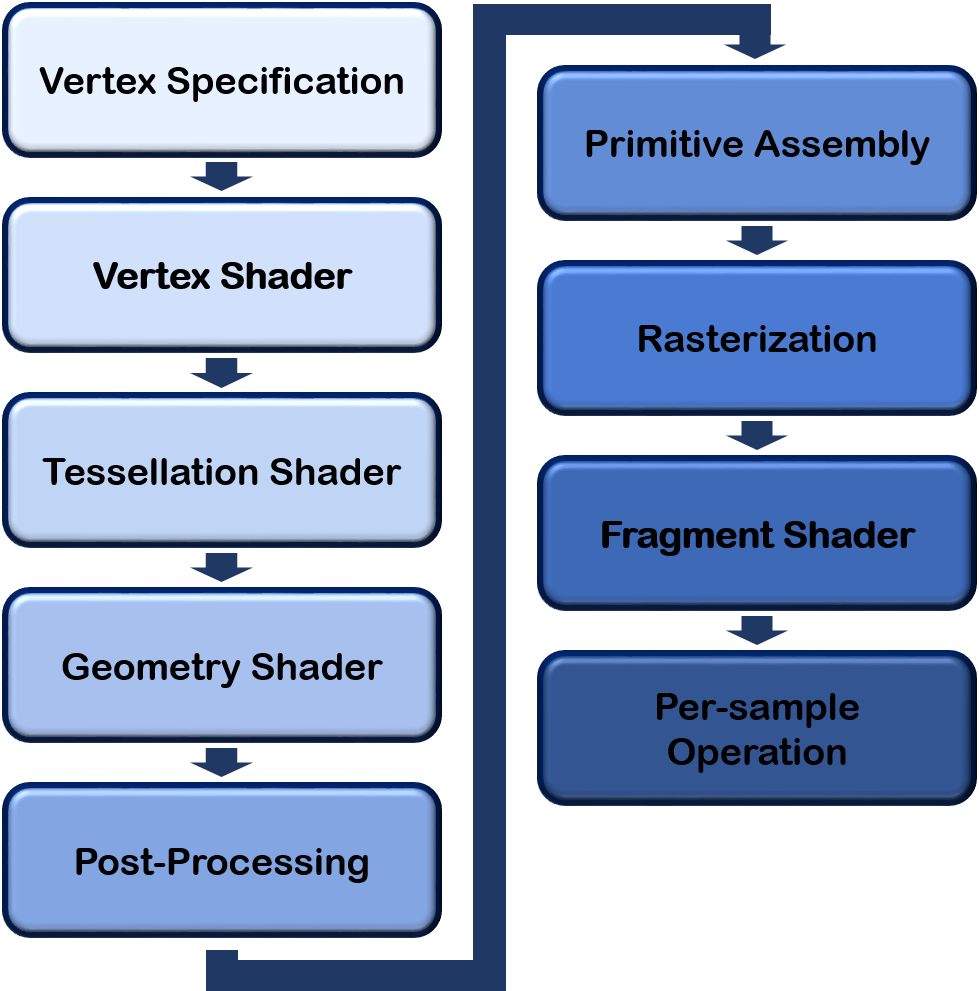 Vertex Specification
Vertex Shader
Tessellation Shader
Geometry Shader
Post-Processing
Primitive Assembly
Rasterization
Fragment Shader
Per-sample
Operation